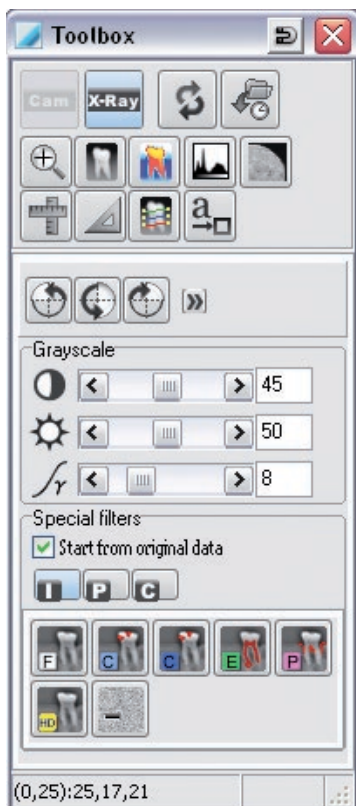 Toolbox
Cam X-Ray
a
Grayscale
45
50
γ 8
Special filters
Start from original data
I P C
F C C E P
HD
(0,25):25,17,21